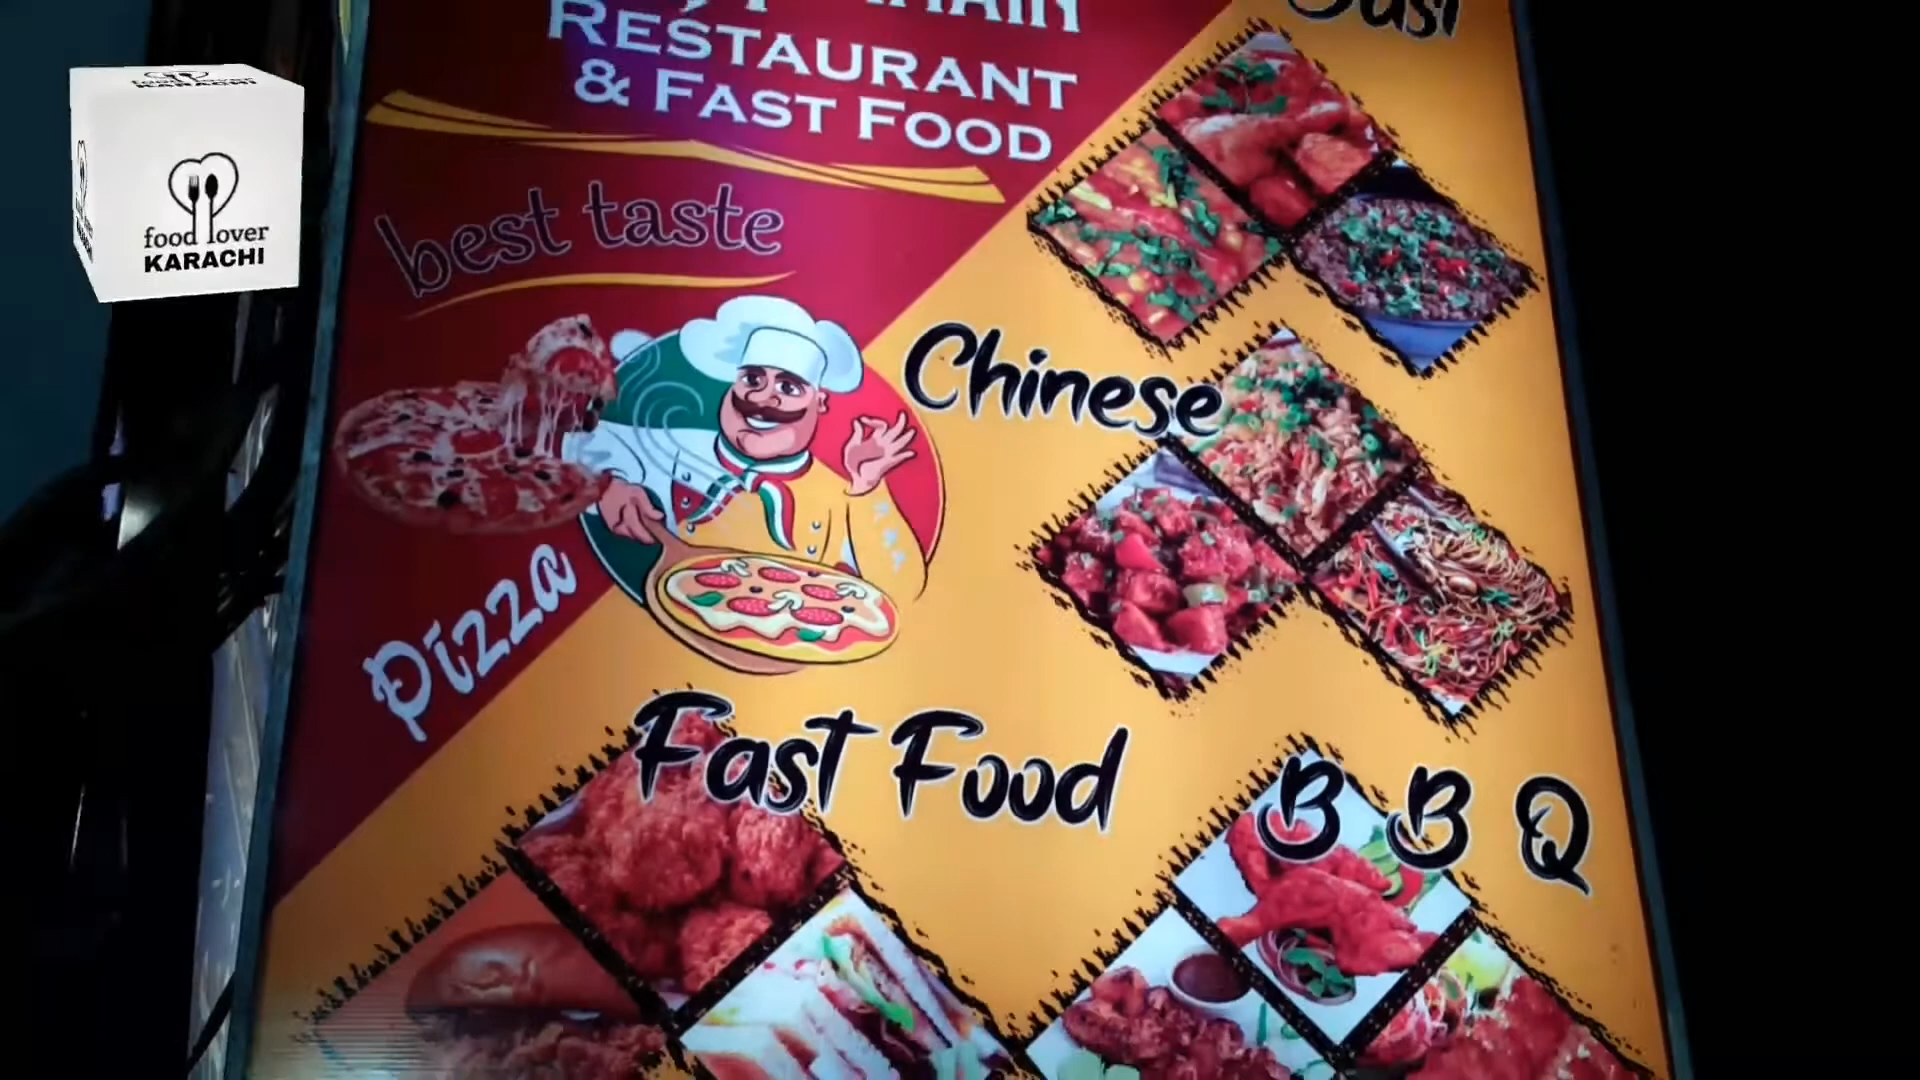 RESTAURANT
& FAST FOOD
best taste
food lover
KARACHI
Chinese
Pizza
Fast Food
B B Q